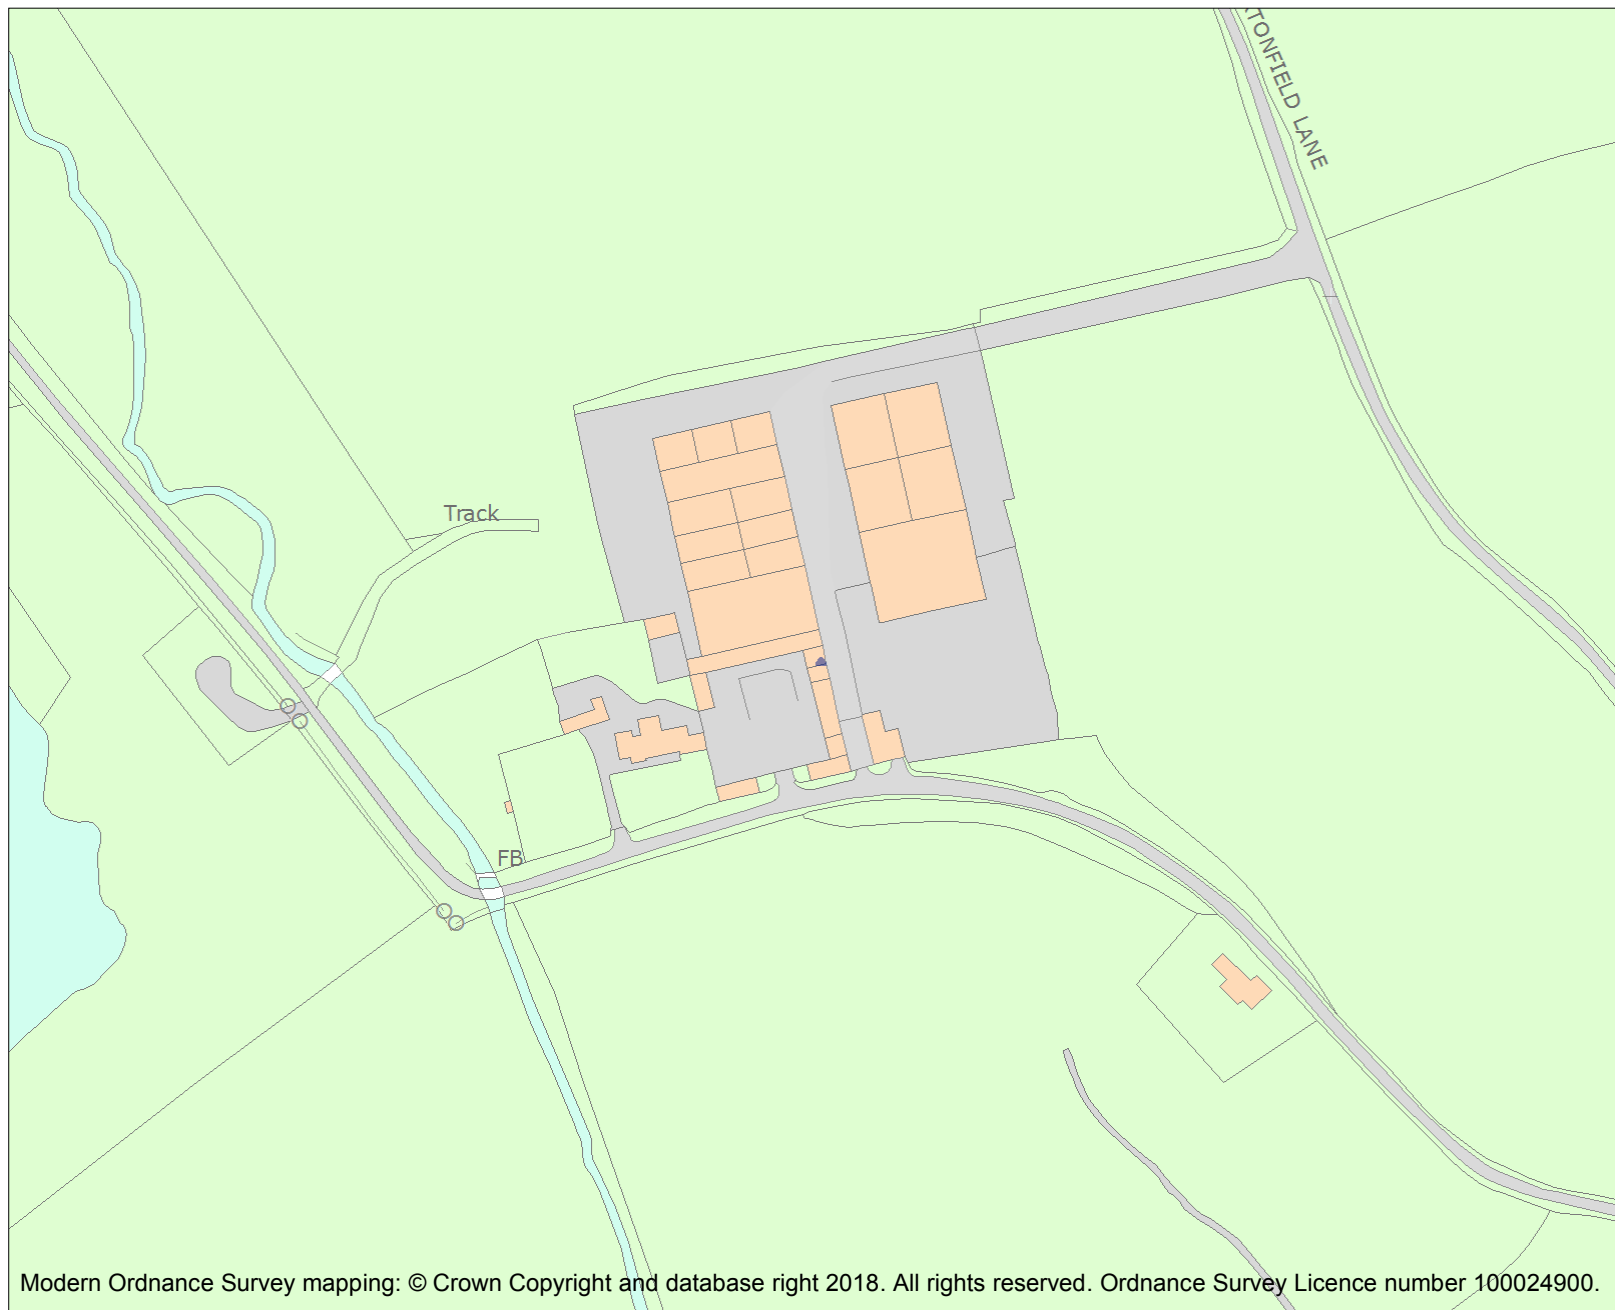 TONFIELD LANE
Track
FB
Modern Ordnance Survey mapping: © Crown Copyright and database right 2018. All rights reserved. Ordnance Survey Licence number 100024900.